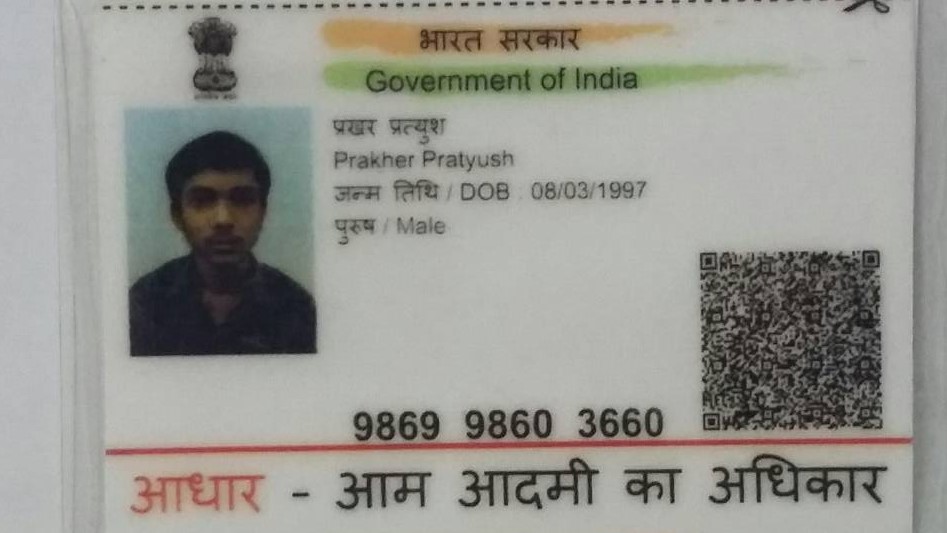 भारत सरकार
Government of India
प्रखर प्रत्युश
Prakher Pratyush
जन्म तिथि / DOB : 08/03/1997
पुरुष / Male
9869 9860 3660
आधार - आम आदमी का अधिकार